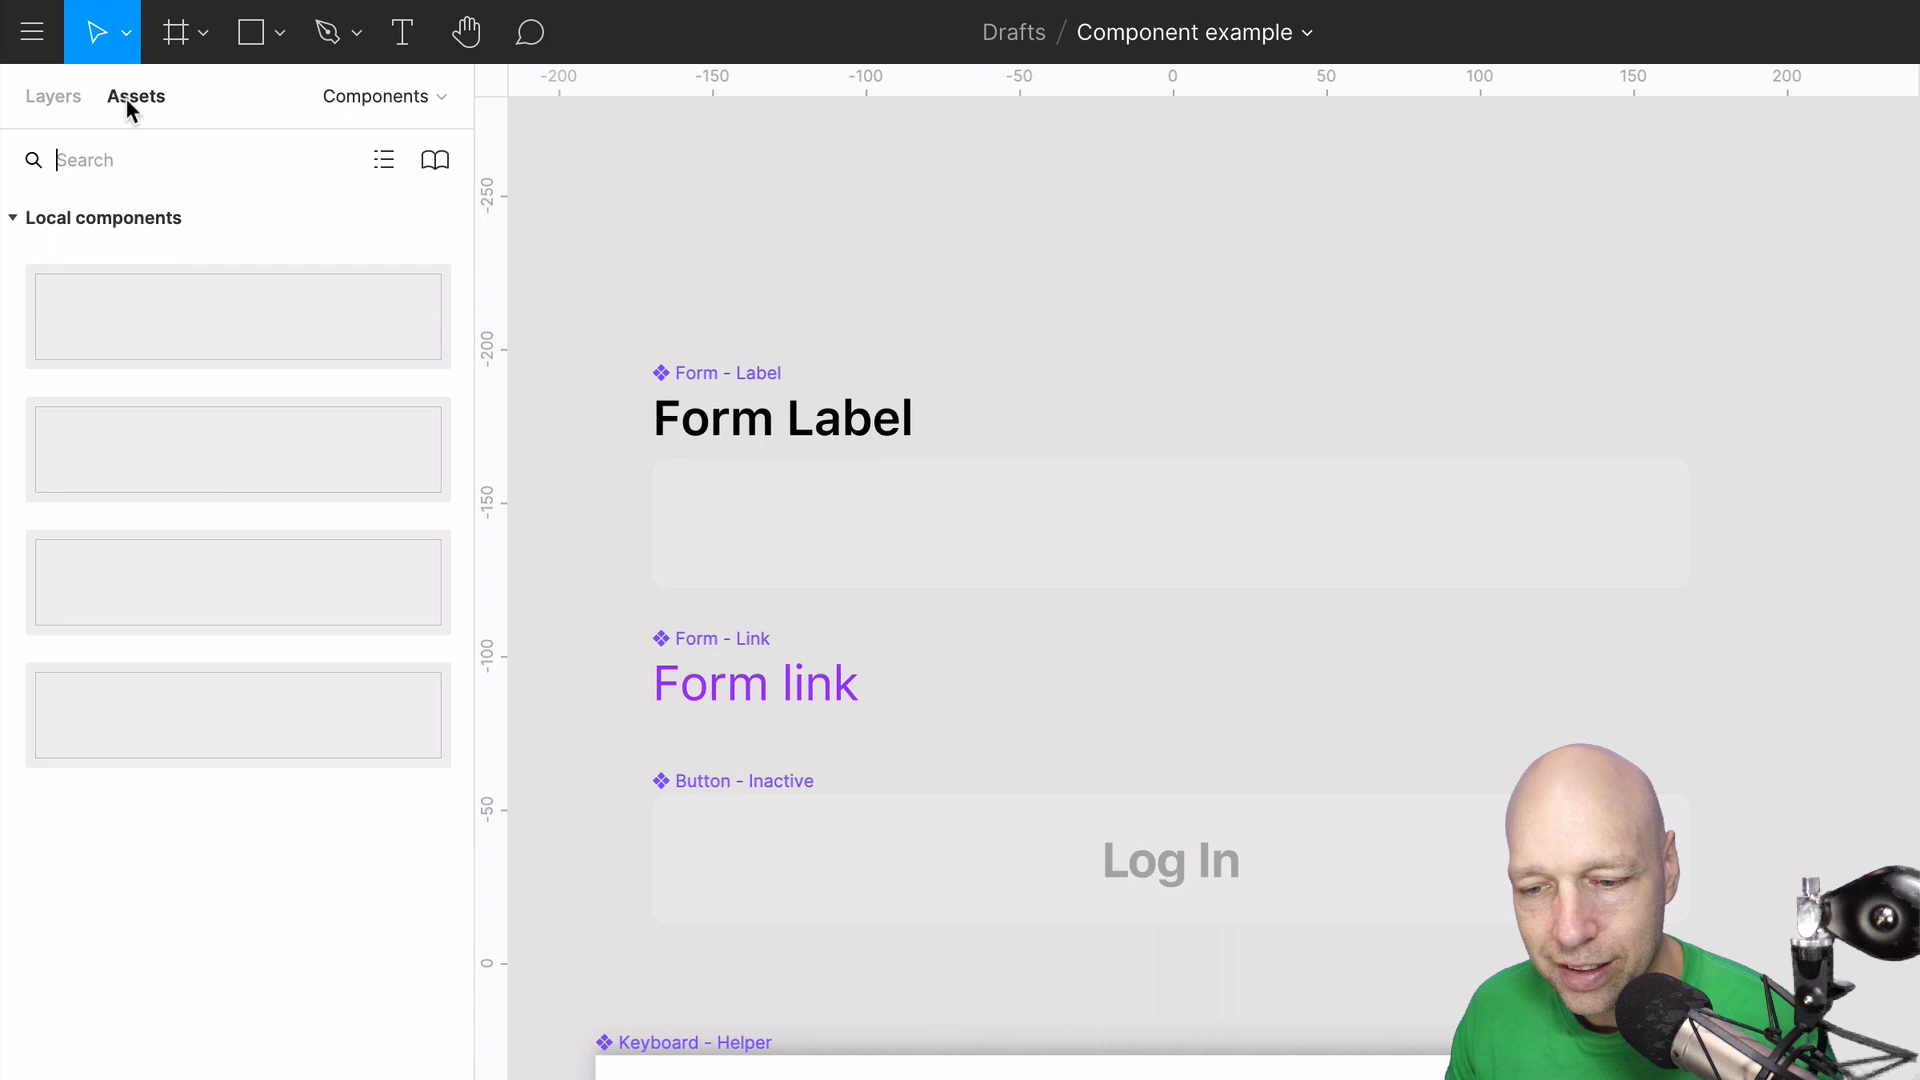 Drafts / Component example
Layers Assets Components
Search
Local components
-200 -150 -100 -50 0 50 100 150 200
-250
-200
-150
-100
-50
0
Form - Label
Form Label
Form - Link
Form link
Button - Inactive
Log In
Keyboard - Helper